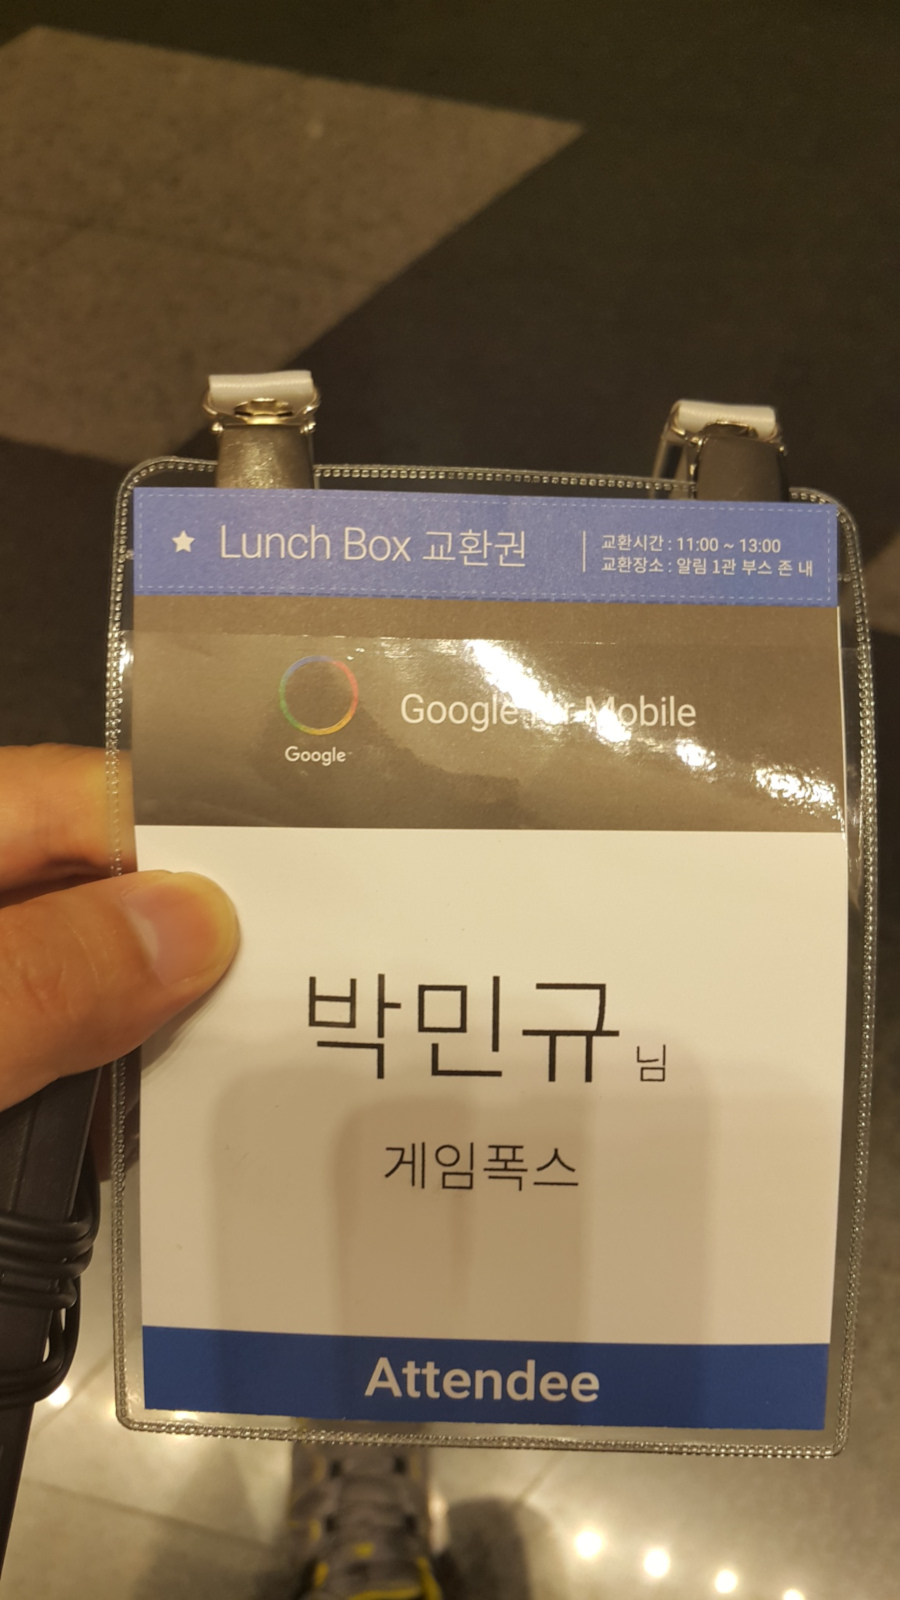 ★ Lunch Box 교환권
교환시간 : 11:00 ~ 13:00
교환장소 : 알림 1관 부스 존 내
Google
Google for Mobile
박민규 님
게임폭스
Attendee